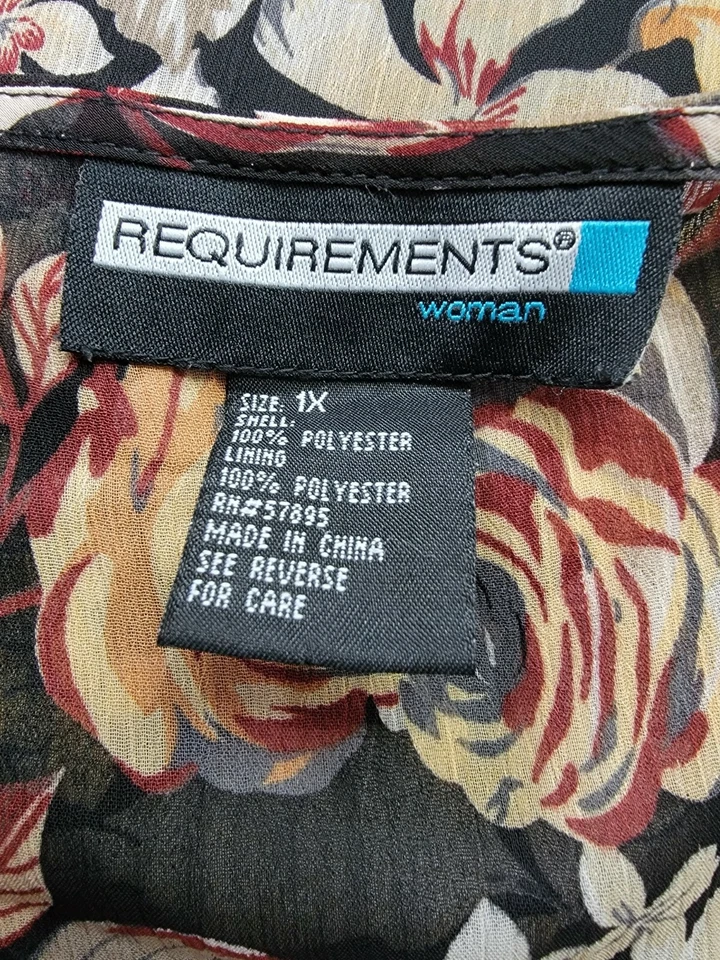 REQUIREMENTS®
woman
SIZE: 1X
SHELL:
100% POLYESTER
LINING
100% POLYESTER
RN#57895
MADE IN CHINA
SEE REVERSE
FOR CARE